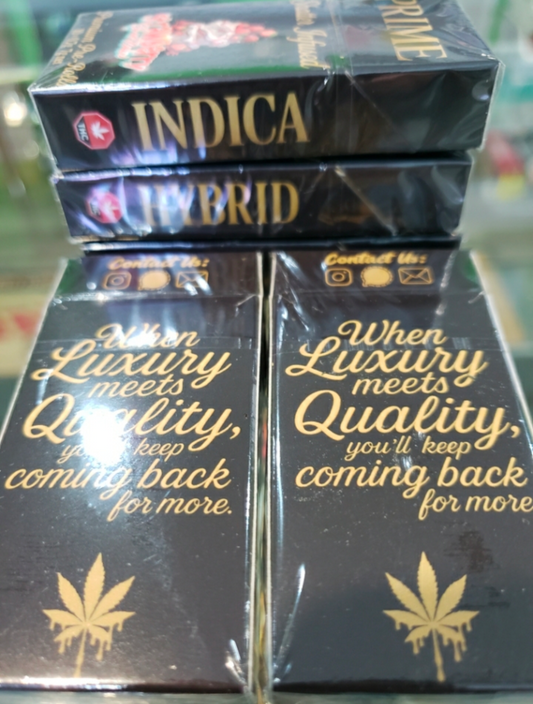 PRIME
INDICA
THC
HYBRID
Contact Us:
When
Luxury
meets
Quality,
you'll keep
coming back
for more.
Contact Us:
When
Luxury
meets
Quality,
you'll keep
coming back
for more